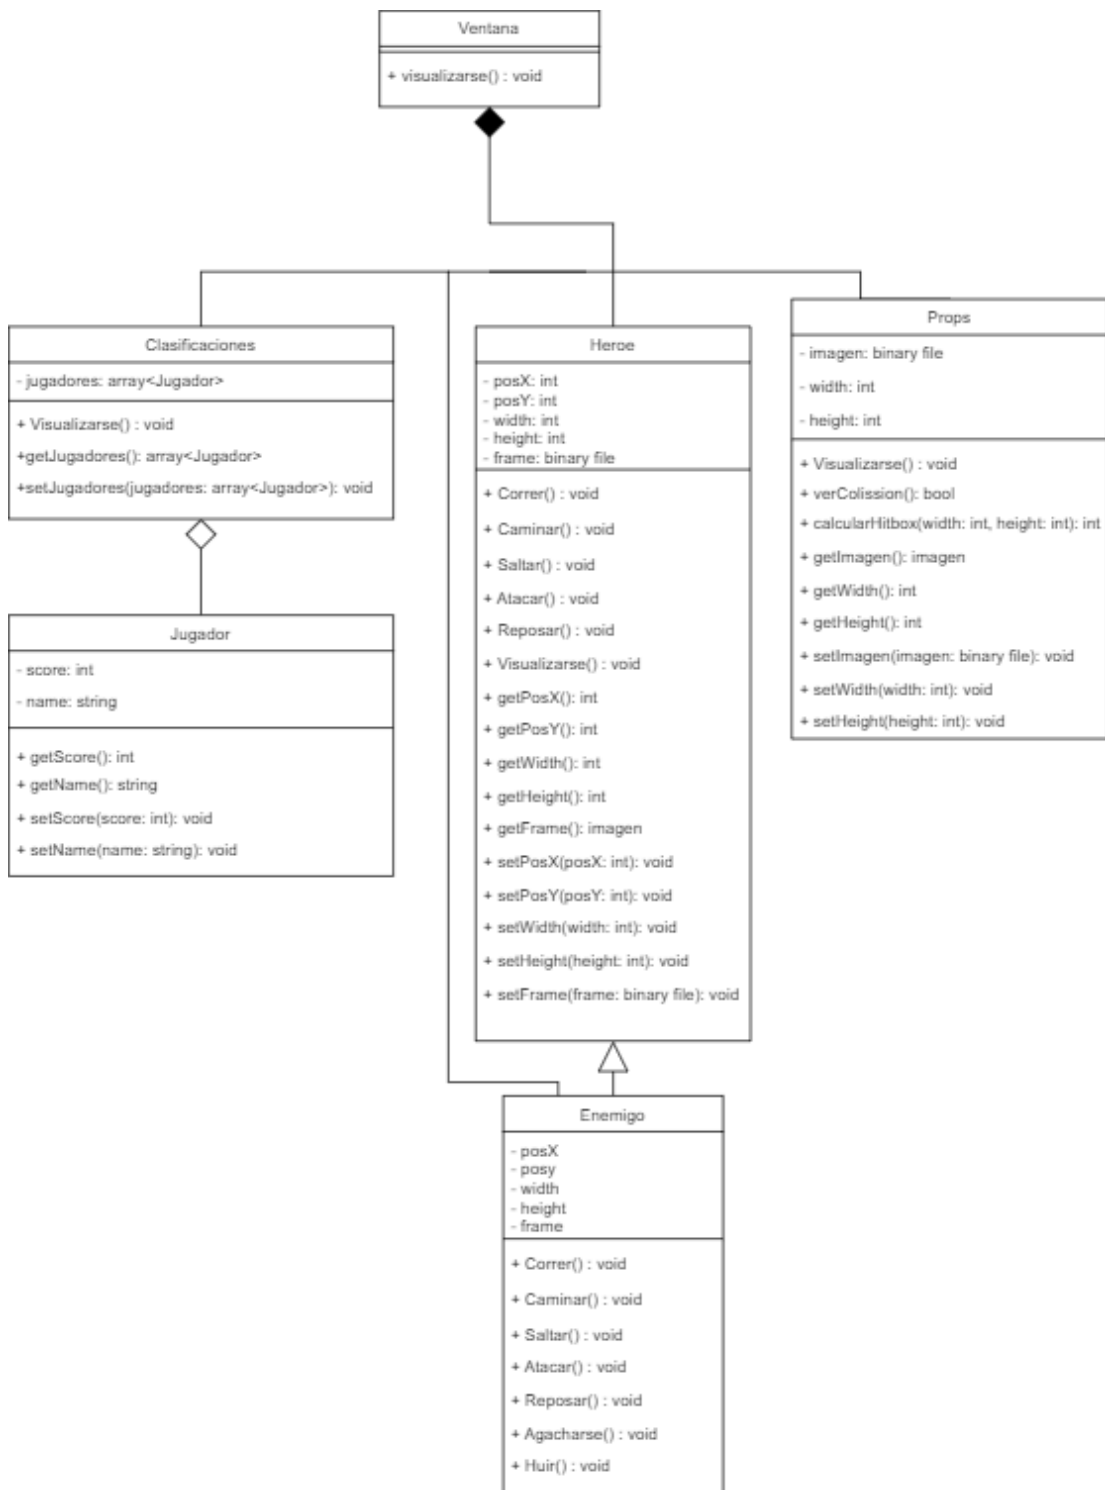 Ventana
+ visualizarse() : void
Clasificaciones
- jugadores: array<Jugador>
+ Visualizarse() : void
+getJugadores(): array<Jugador>
+setJugadores(jugadores: array<Jugador>): void
Jugador
- score: int
- name: string
+ getScore(): int
+ getName(): string
+ setScore(score: int): void
+ setName(name: string): void
Heroe
- posX: int
- posY: int
- width: int
- height: int
- frame: binary file
+ Correr() : void
+ Caminar() : void
+ Saltar() : void
+ Atacar() : void
+ Reposar() : void
+ Visualizarse() : void
+ getPosX(): int
+ getPosY(): int
+ getWidth(): int
+ getHeight(): int
+ getFrame(): imagen
+ setPosX(posX: int): void
+ setPosY(posY: int): void
+ setWidth(width: int): void
+ setHeight(height: int): void
+ setFrame(frame: binary file): void
Props
- imagen: binary file
- width: int
- height: int
+ Visualizarse() : void
+ verColission(): bool
+ calcularHitbox(width: int, height: int): int
+ getImagen(): imagen
+ getWidth(): int
+ getHeight(): int
+ setImagen(imagen: binary file): void
+ setWidth(width: int): void
+ setHeight(height: int): void
Enemigo
- posX
- posy
- width
- height
- frame
+ Correr() : void
+ Caminar() : void
+ Saltar() : void
+ Atacar() : void
+ Reposar() : void
+ Agacharse() : void
+ Huir() : void